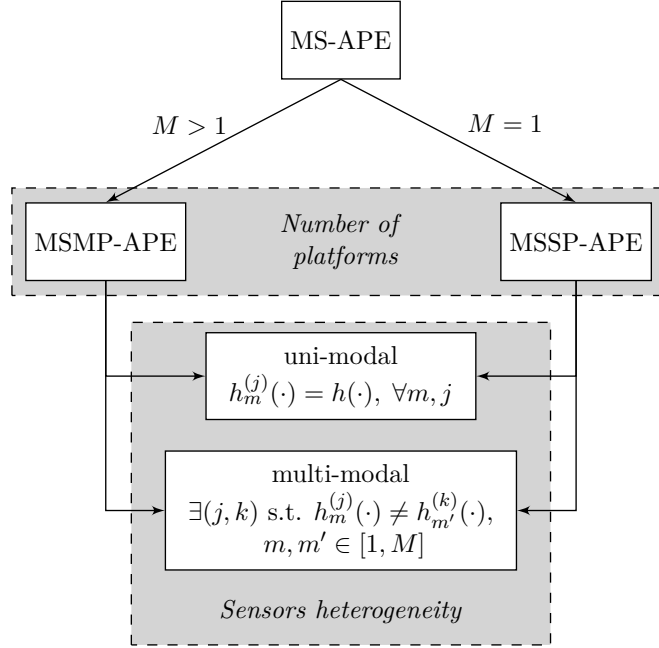 MS-APE
M > 1
M = 1
MSMP-APE
Number of
platforms
MSSP-APE
uni-modal
h_m^{(j)}(·) = h(·), ∀m, j
multi-modal
∃(j, k) s.t. h_m^{(j)}(·) ≠ h_{m′}^{(k)}(·),
m, m′ ∈ [1, M]
Sensors heterogeneity